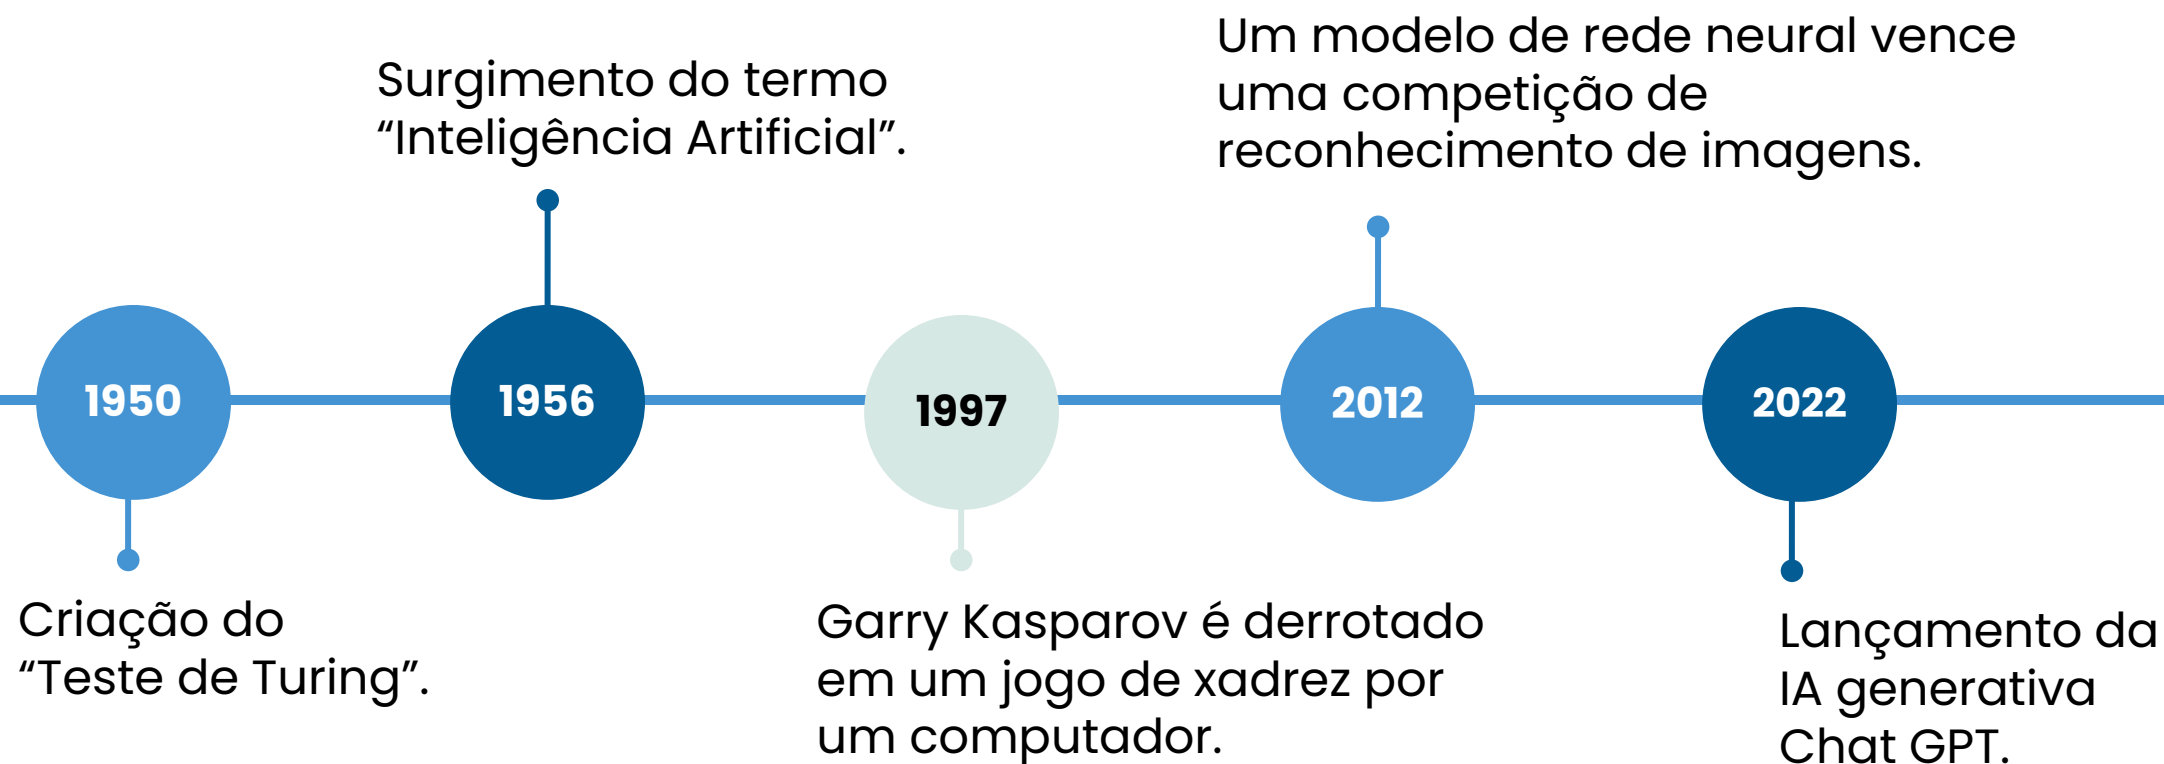 Um modelo de rede neural vence
uma competição de
reconhecimento de imagens.
Surgimento do termo
“Inteligência Artificial”.
1950
1956
1997
2012
2022
Criação do
“Teste de Turing”.
Garry Kasparov é derrotado
em um jogo de xadrez por
um computador.
Lançamento da
IA generativa
Chat GPT.